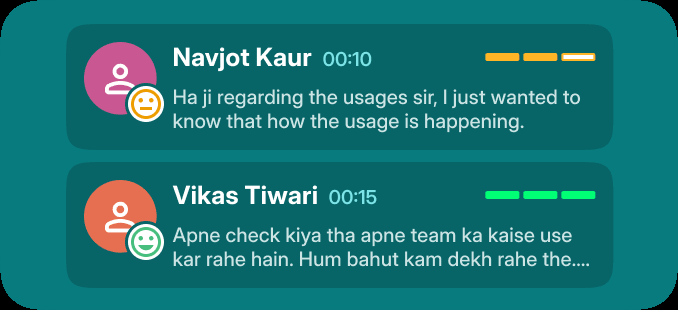 Navjot Kaur 00:10
Ha ji regarding the usages sir, I just wanted to
know that how the usage is happening.
Vikas Tiwari 00:15
Apne check kiya tha apne team ka kaise use
kar rahe hain. Hum bahut kam dekh rahe the....